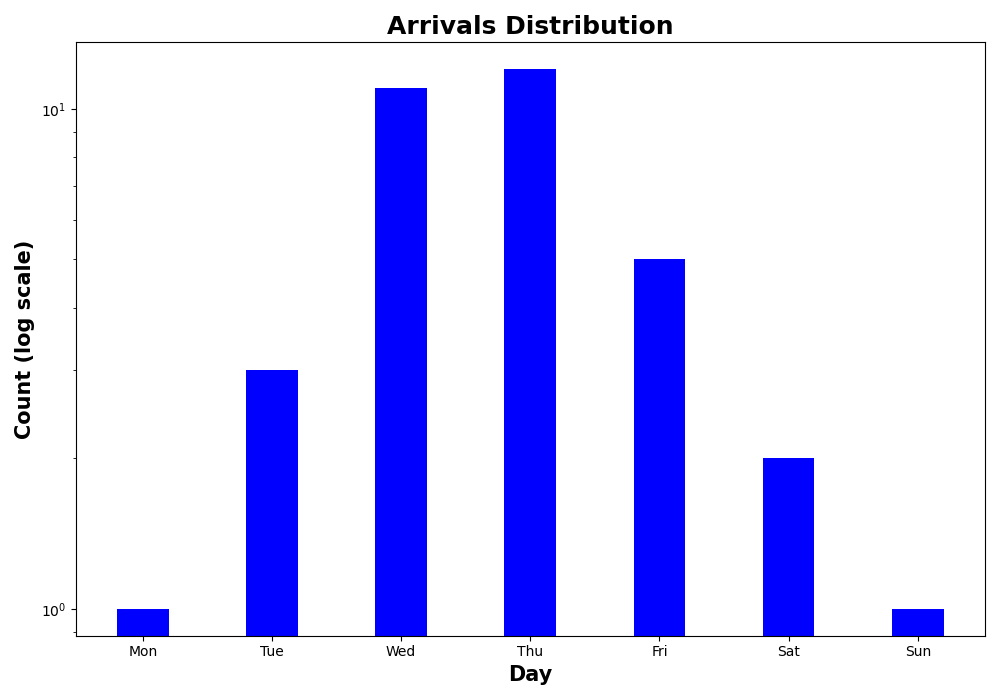 Arrivals Distribution
Count (log scale)
10¹
10⁰
Mon Tue Wed Thu Fri Sat Sun
Day